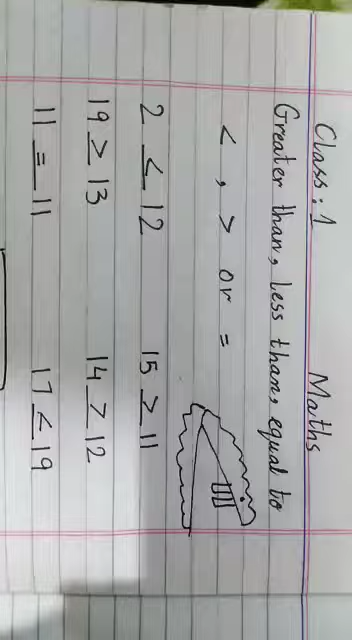 Class: 1 Maths
Greater than, Less than, equal to
< , > or =
2 < 12 15 > 11
19 > 13 14 > 12
11 = 11 17 < 19